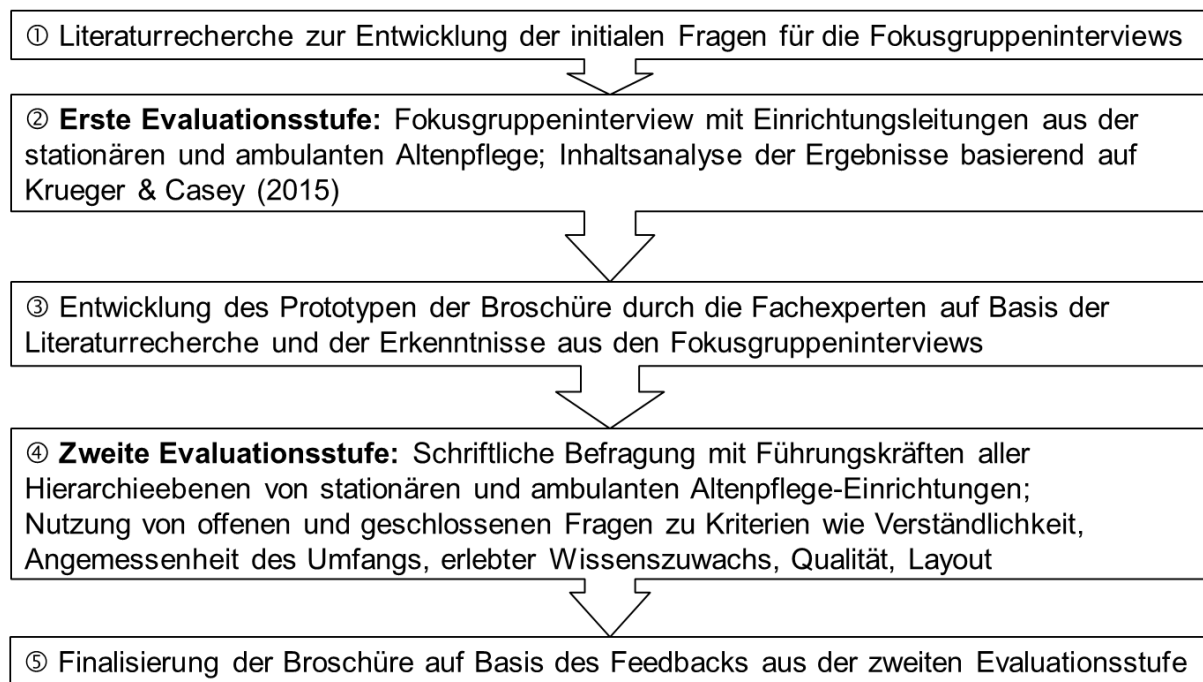 ① Literaturrecherche zur Entwicklung der initialen Fragen für die Fokusgruppeninterviews
② Erste Evaluationsstufe: Fokusgruppeninterview mit Einrichtungsleitungen aus der
stationären und ambulanten Altenpflege; Inhaltsanalyse der Ergebnisse basierend auf
Krueger & Casey (2015)
③ Entwicklung des Prototypen der Broschüre durch die Fachexperten auf Basis der
Literaturrecherche und der Erkenntnisse aus den Fokusgruppeninterviews
④ Zweite Evaluationsstufe: Schriftliche Befragung mit Führungskräften aller
Hierarchieebenen von stationären und ambulanten Altenpflege-Einrichtungen;
Nutzung von offenen und geschlossenen Fragen zu Kriterien wie Verständlichkeit,
Angemessenheit des Umfangs, erlebter Wissenszuwachs, Qualität, Layout
⑤ Finalisierung der Broschüre auf Basis des Feedbacks aus der zweiten Evaluationsstufe